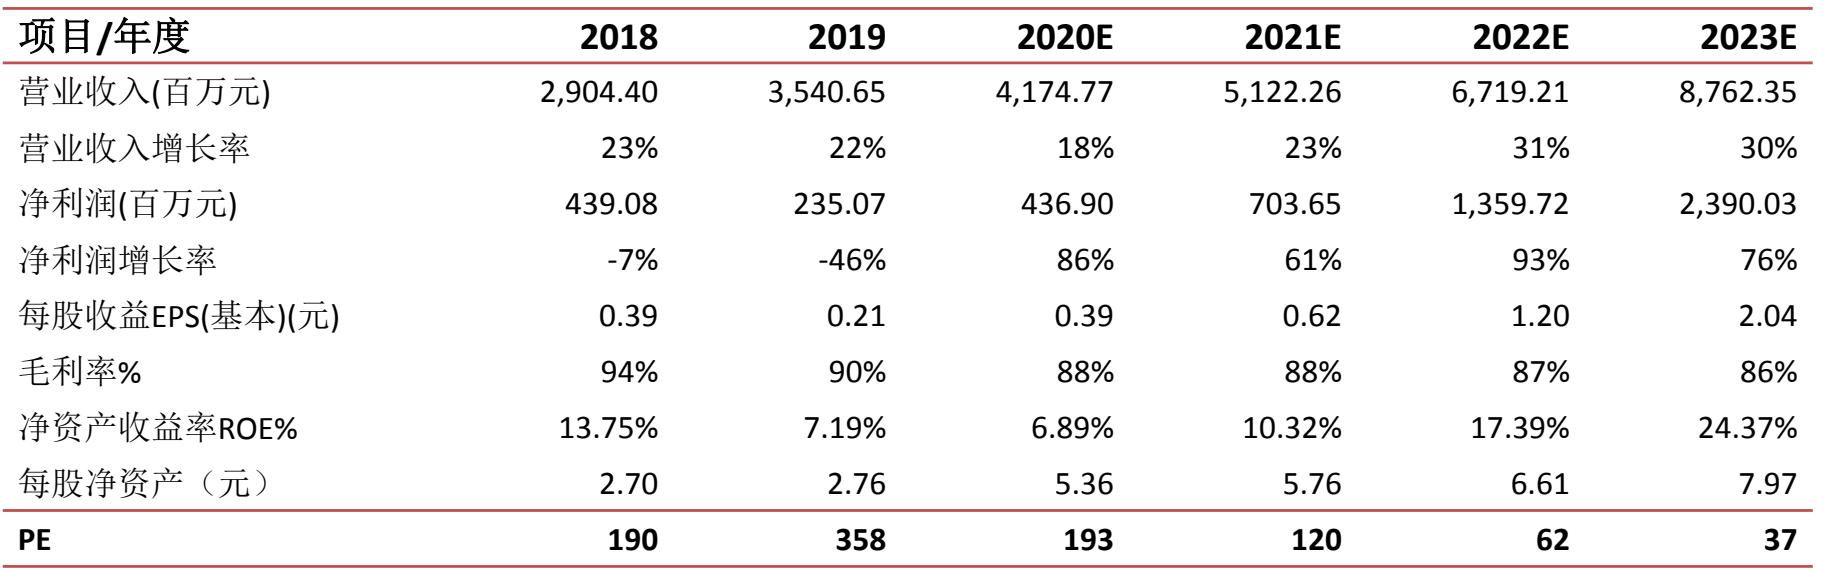 项目/年度 2018 2019 2020E 2021E 2022E 2023E
营业收入(百万元) 2,904.40 3,540.65 4,174.77 5,122.26 6,719.21 8,762.35
营业收入增长率 23% 22% 18% 23% 31% 30%
净利润(百万元) 439.08 235.07 436.90 703.65 1,359.72 2,390.03
净利润增长率 -7% -46% 86% 61% 93% 76%
每股收益EPS(基本)(元) 0.39 0.21 0.39 0.62 1.20 2.04
毛利率% 94% 90% 88% 88% 87% 86%
净资产收益率ROE% 13.75% 7.19% 6.89% 10.32% 17.39% 24.37%
每股净资产（元） 2.70 2.76 5.36 5.76 6.61 7.97
PE 190 358 193 120 62 37